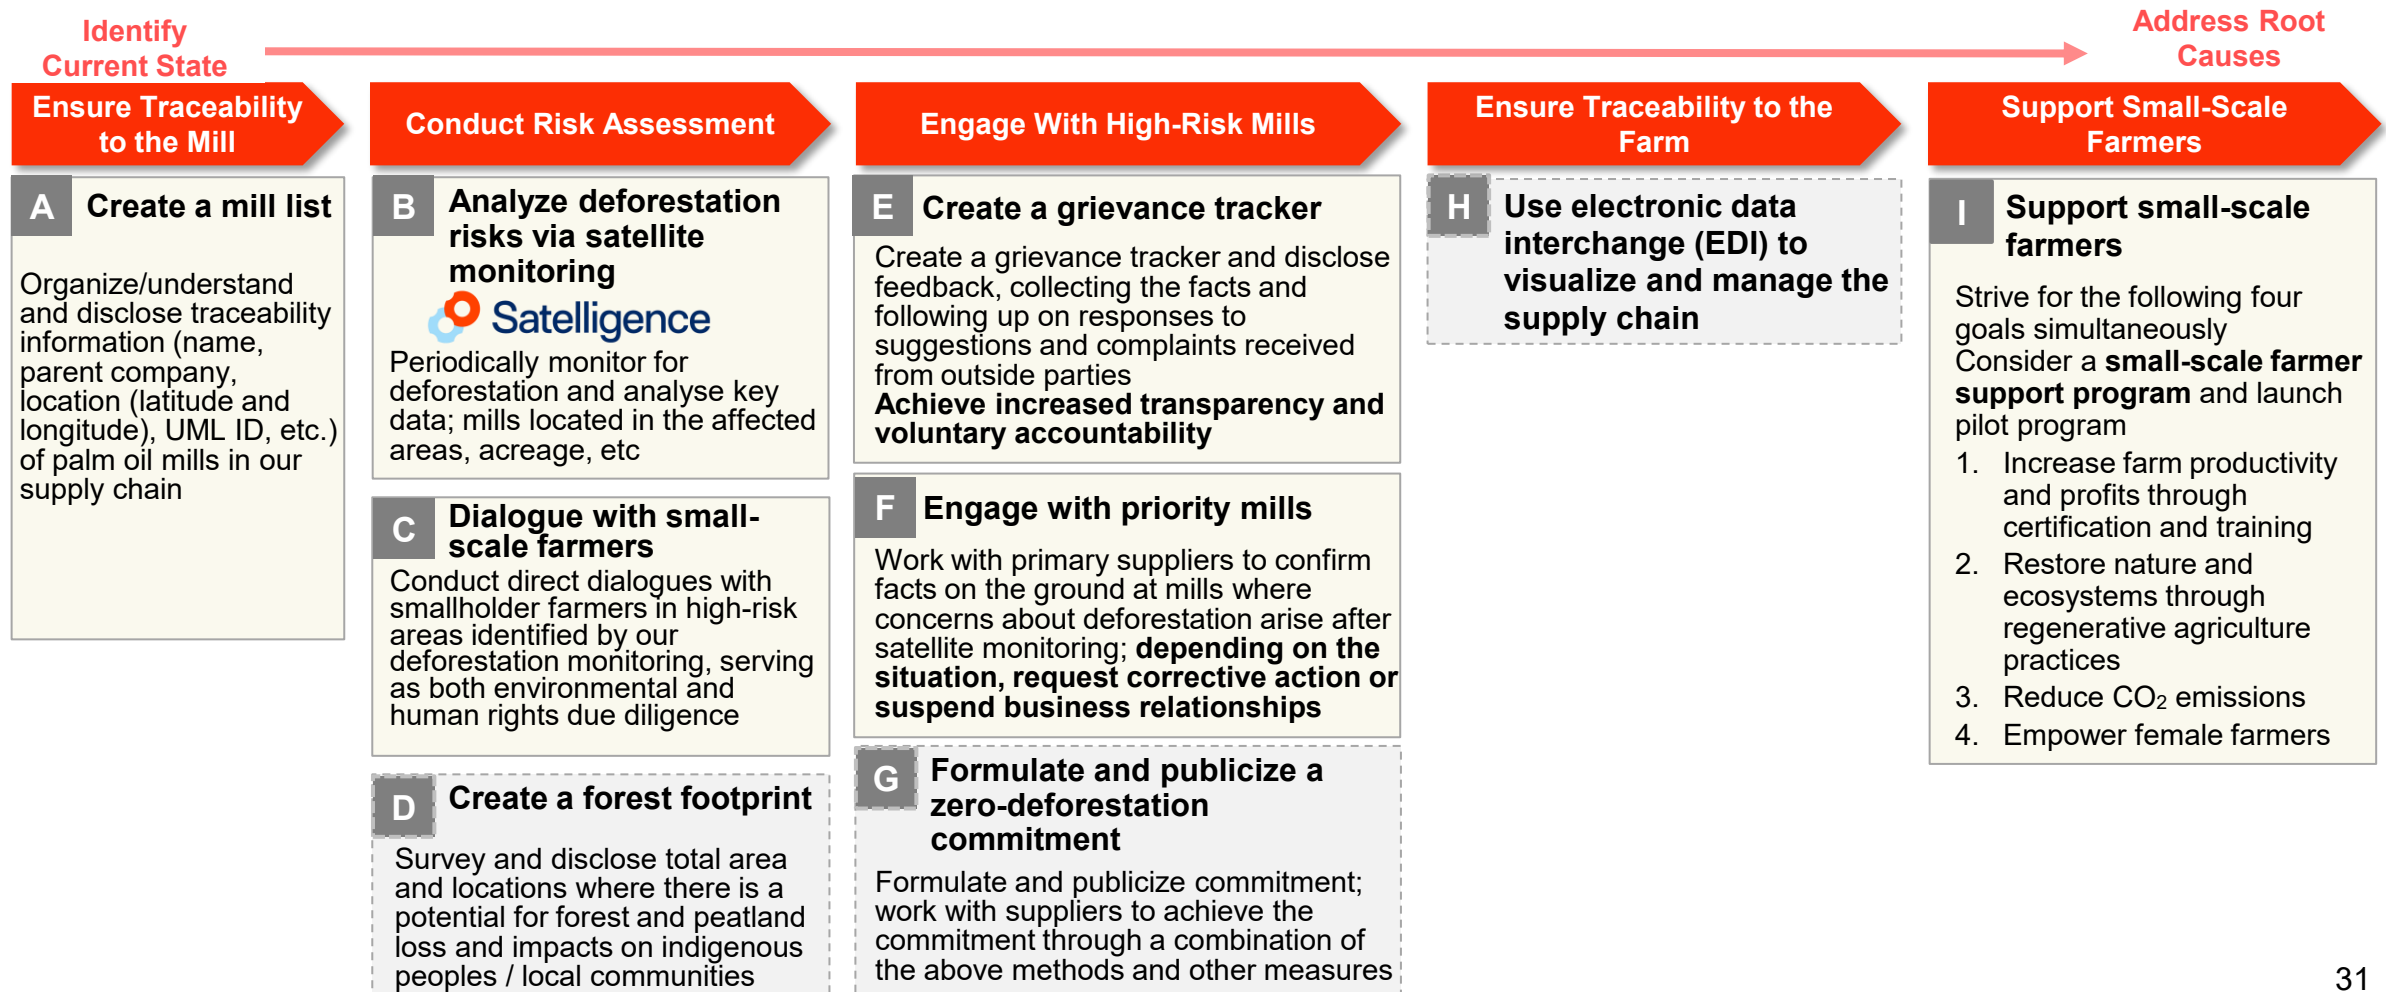 Identify
Current State
Address Root
Causes
Ensure Traceability
to the Mill
Conduct Risk Assessment
Engage With High-Risk Mills
Ensure Traceability to the
Farm
Support Small-Scale
Farmers
A
Create a mill list
Organize/understand
and disclose traceability
information (name,
parent company,
location (latitude and
longitude), UML ID, etc.)
of palm oil mills in our
supply chain
B
Analyze deforestation
risks via satellite
monitoring
Satelligence
Periodically monitor for
deforestation and analyse key
data; mills located in the affected
areas, acreage, etc
C
Dialogue with small-
scale farmers
Conduct direct dialogues with
smallholder farmers in high-risk
areas identified by our
deforestation monitoring, serving
as both environmental and
human rights due diligence
D
Create a forest footprint
Survey and disclose total area
and locations where there is a
potential for forest and peatland
loss and impacts on indigenous
peoples / local communities
E
Create a grievance tracker
Create a grievance tracker and disclose
feedback, collecting the facts and
following up on responses to
suggestions and complaints received
from outside parties
Achieve increased transparency and
voluntary accountability
F
Engage with priority mills
Work with primary suppliers to confirm
facts on the ground at mills where
concerns about deforestation arise after
satellite monitoring; depending on the
situation, request corrective action or
suspend business relationships
G
Formulate and publicize a
zero-deforestation
commitment
Formulate and publicize commitment;
work with suppliers to achieve the
commitment through a combination of
the above methods and other measures
H
Use electronic data
interchange (EDI) to
visualize and manage the
supply chain
I
Support small-scale
farmers
Strive for the following four
goals simultaneously
Consider a small-scale farmer
support program and launch
pilot program
1. Increase farm productivity
and profits through
certification and training
2. Restore nature and
ecosystems through
regenerative agriculture
practices
3. Reduce CO₂ emissions
4. Empower female farmers
31